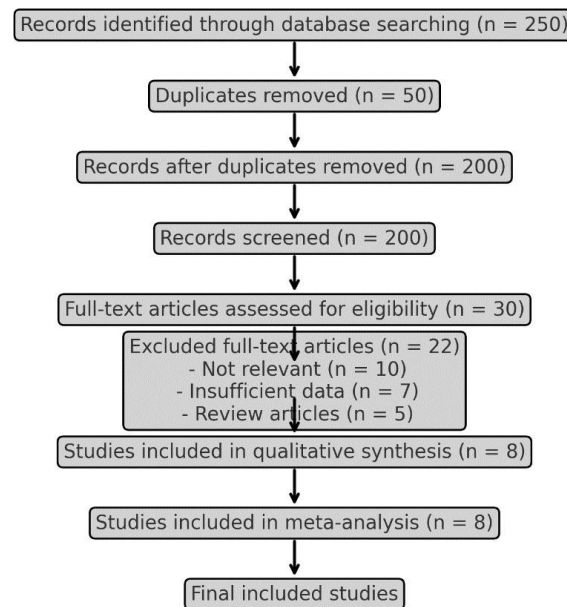 Records identified through database searching (n = 250)
Duplicates removed (n = 50)
Records after duplicates removed (n = 200)
Records screened (n = 200)
Full-text articles assessed for eligibility (n = 30)
Excluded full-text articles (n = 22)
- Not relevant (n = 10)
- Insufficient data (n = 7)
- Review articles (n = 5)
Studies included in qualitative synthesis (n = 8)
Studies included in meta-analysis (n = 8)
Final included studies